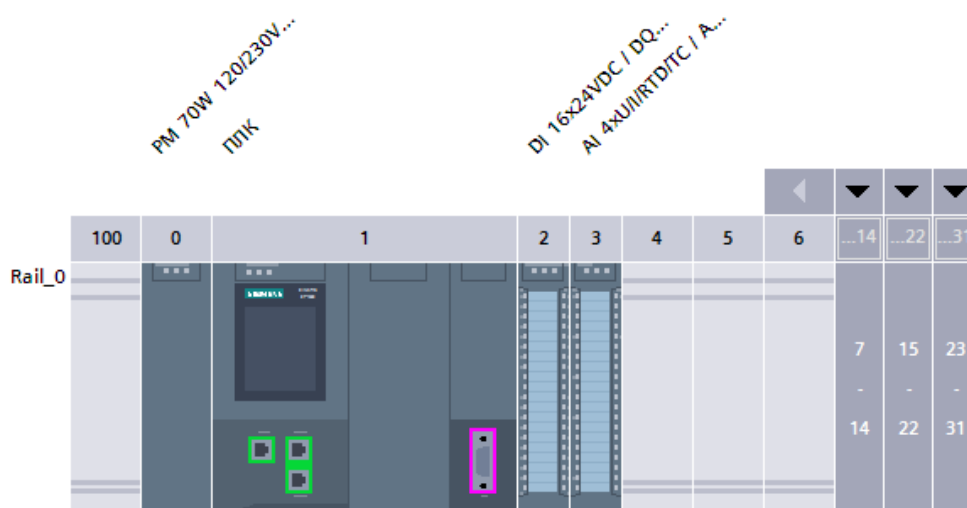 PM 70W 120/230V...
ПЛК
DI 16x24VDC / DQ...
AI 4xU/I/RTD/TC / A...
100 0 1 2 3 4 5 6 ...14 ...22 ...31
Rail_0
SIEMENS
7 15 23
- - -
14 22 31